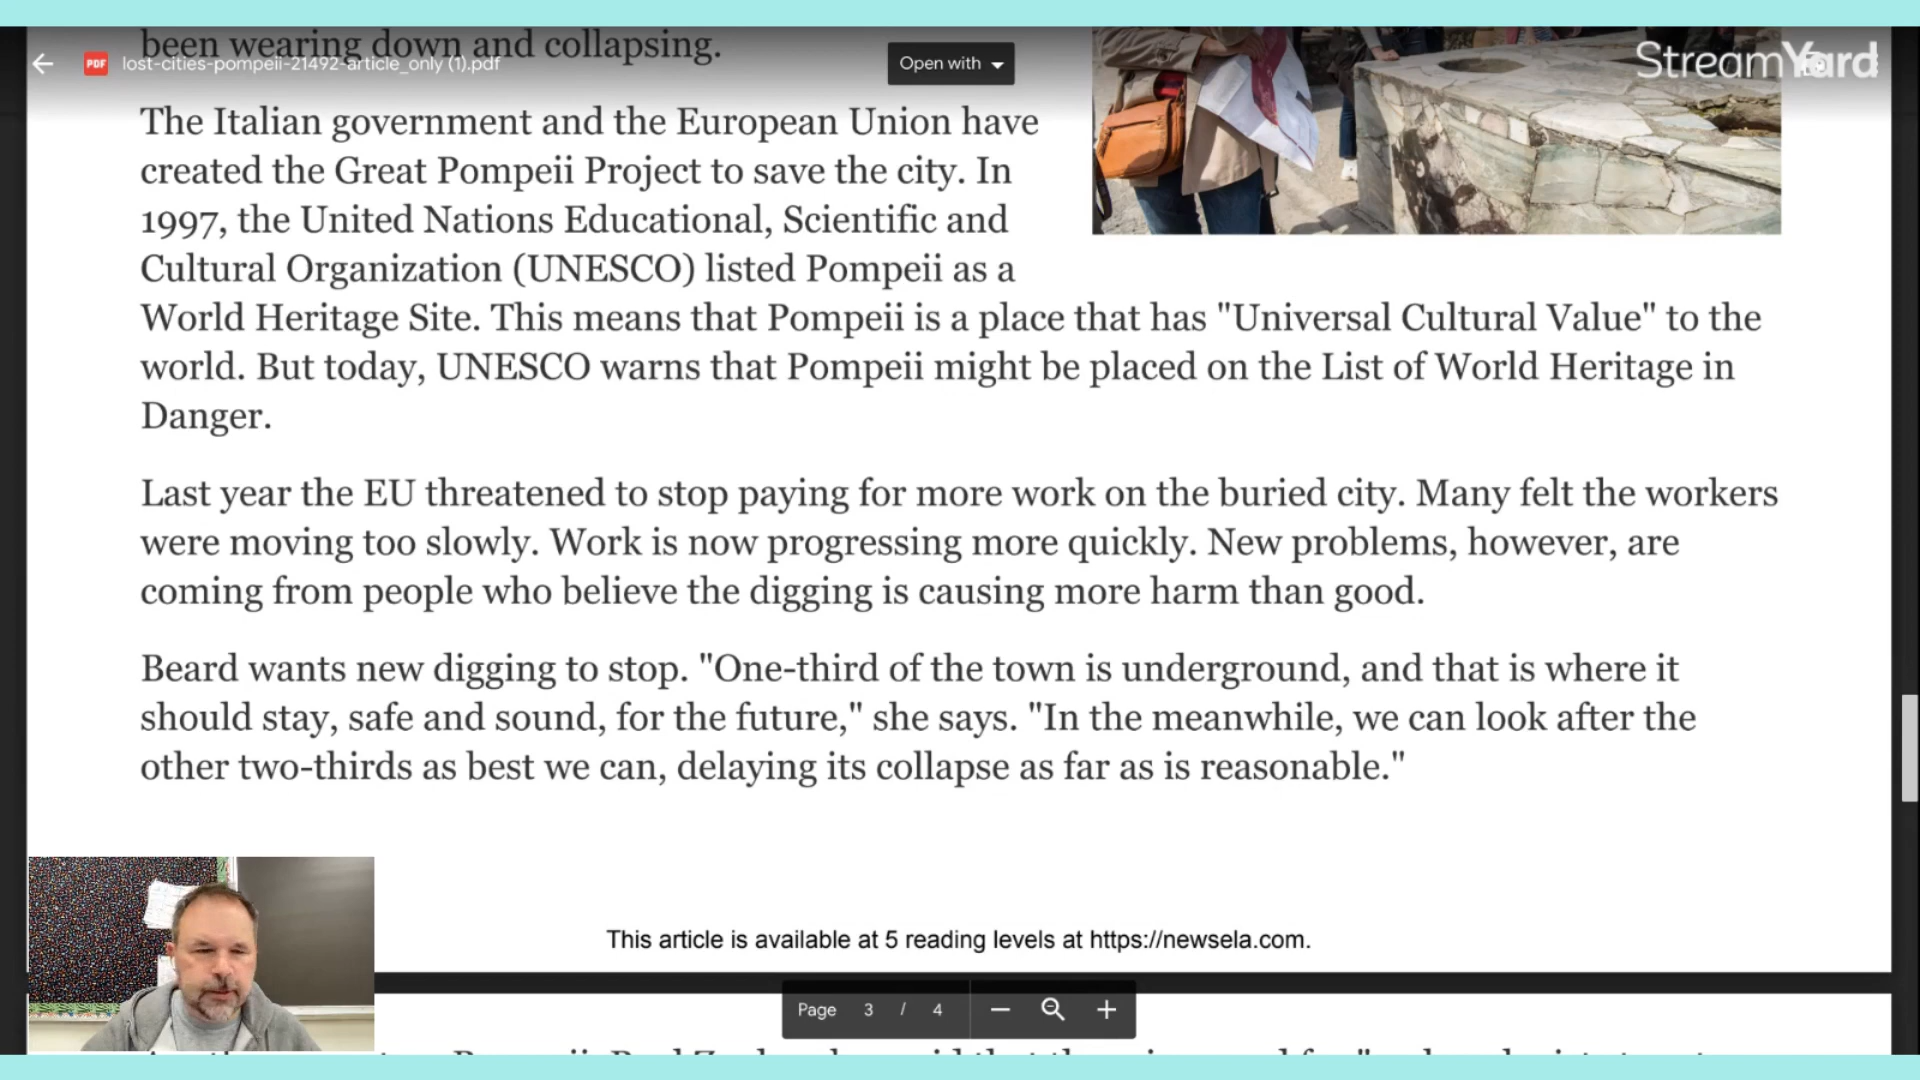 been wearing down and collapsing.
lost-cities-pompeii-21492-article_only (1).pdf
PDF
Open with
StreamYard
The Italian government and the European Union have
created the Great Pompeii Project to save the city. In
1997, the United Nations Educational, Scientific and
Cultural Organization (UNESCO) listed Pompeii as a
World Heritage Site. This means that Pompeii is a place that has "Universal Cultural Value" to the
world. But today, UNESCO warns that Pompeii might be placed on the List of World Heritage in
Danger.
Last year the EU threatened to stop paying for more work on the buried city. Many felt the workers
were moving too slowly. Work is now progressing more quickly. New problems, however, are
coming from people who believe the digging is causing more harm than good.
Beard wants new digging to stop. "One-third of the town is underground, and that is where it
should stay, safe and sound, for the future," she says. "In the meanwhile, we can look after the
other two-thirds as best we can, delaying its collapse as far as is reasonable."
This article is available at 5 reading levels at https://newsela.com.
Page 3 / 4